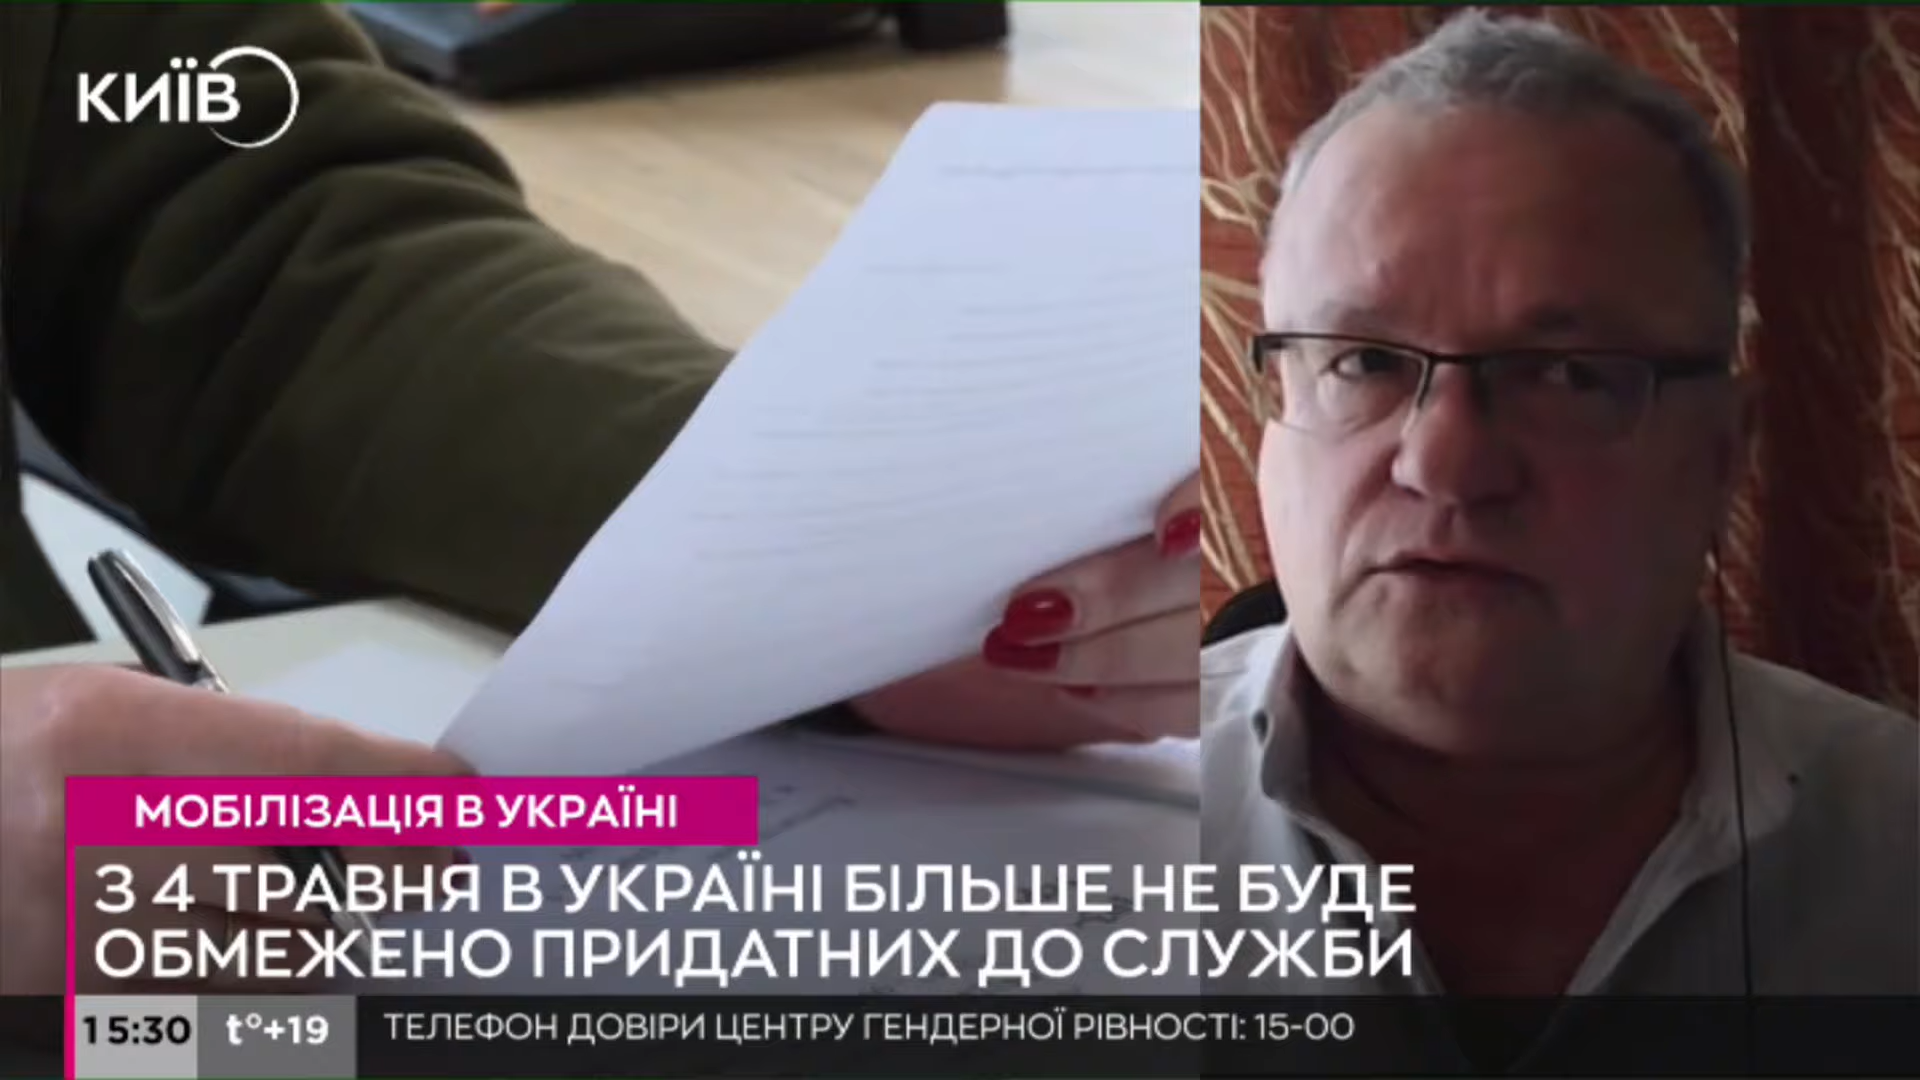 КИЇВ
МОБІЛІЗАЦІЯ В УКРАЇНІ
З 4 ТРАВНЯ В УКРАЇНІ БІЛЬШЕ НЕ БУДЕ
ОБМЕЖЕНО ПРИДАТНИХ ДО СЛУЖБИ
15:30 t°+19 ТЕЛЕФОН ДОВІРИ ЦЕНТРУ ГЕНДЕРНОЇ РІВНОСТІ: 15-00